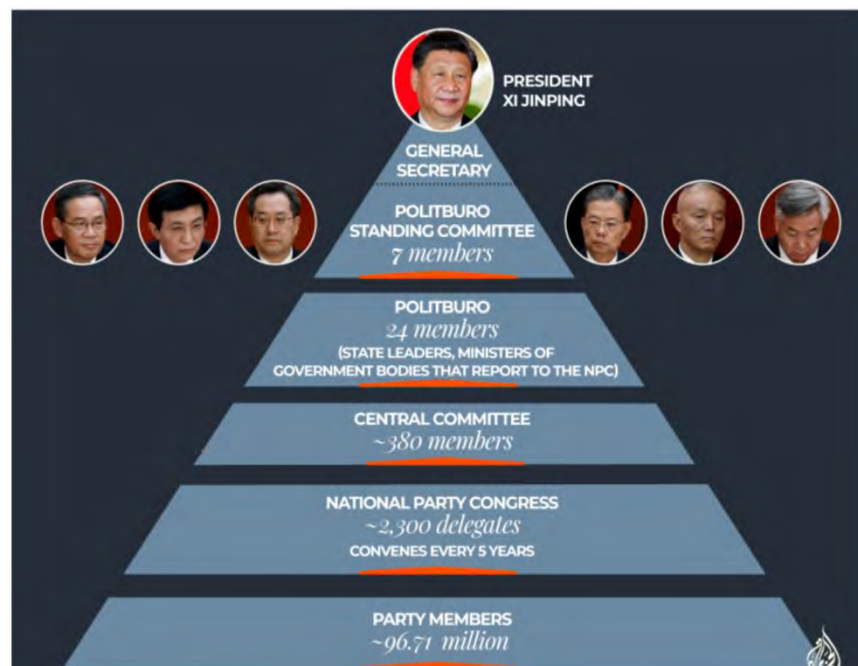 PRESIDENT
XI JINPING
GENERAL
SECRETARY
POLITBURO
STANDING COMMITTEE
7 members
POLITBURO
24 members
(STATE LEADERS, MINISTERS OF
GOVERNMENT BODIES THAT REPORT TO THE NPC)
CENTRAL COMMITTEE
~380 members
NATIONAL PARTY CONGRESS
~2,300 delegates
CONVENES EVERY 5 YEARS
PARTY MEMBERS
~96.71 million